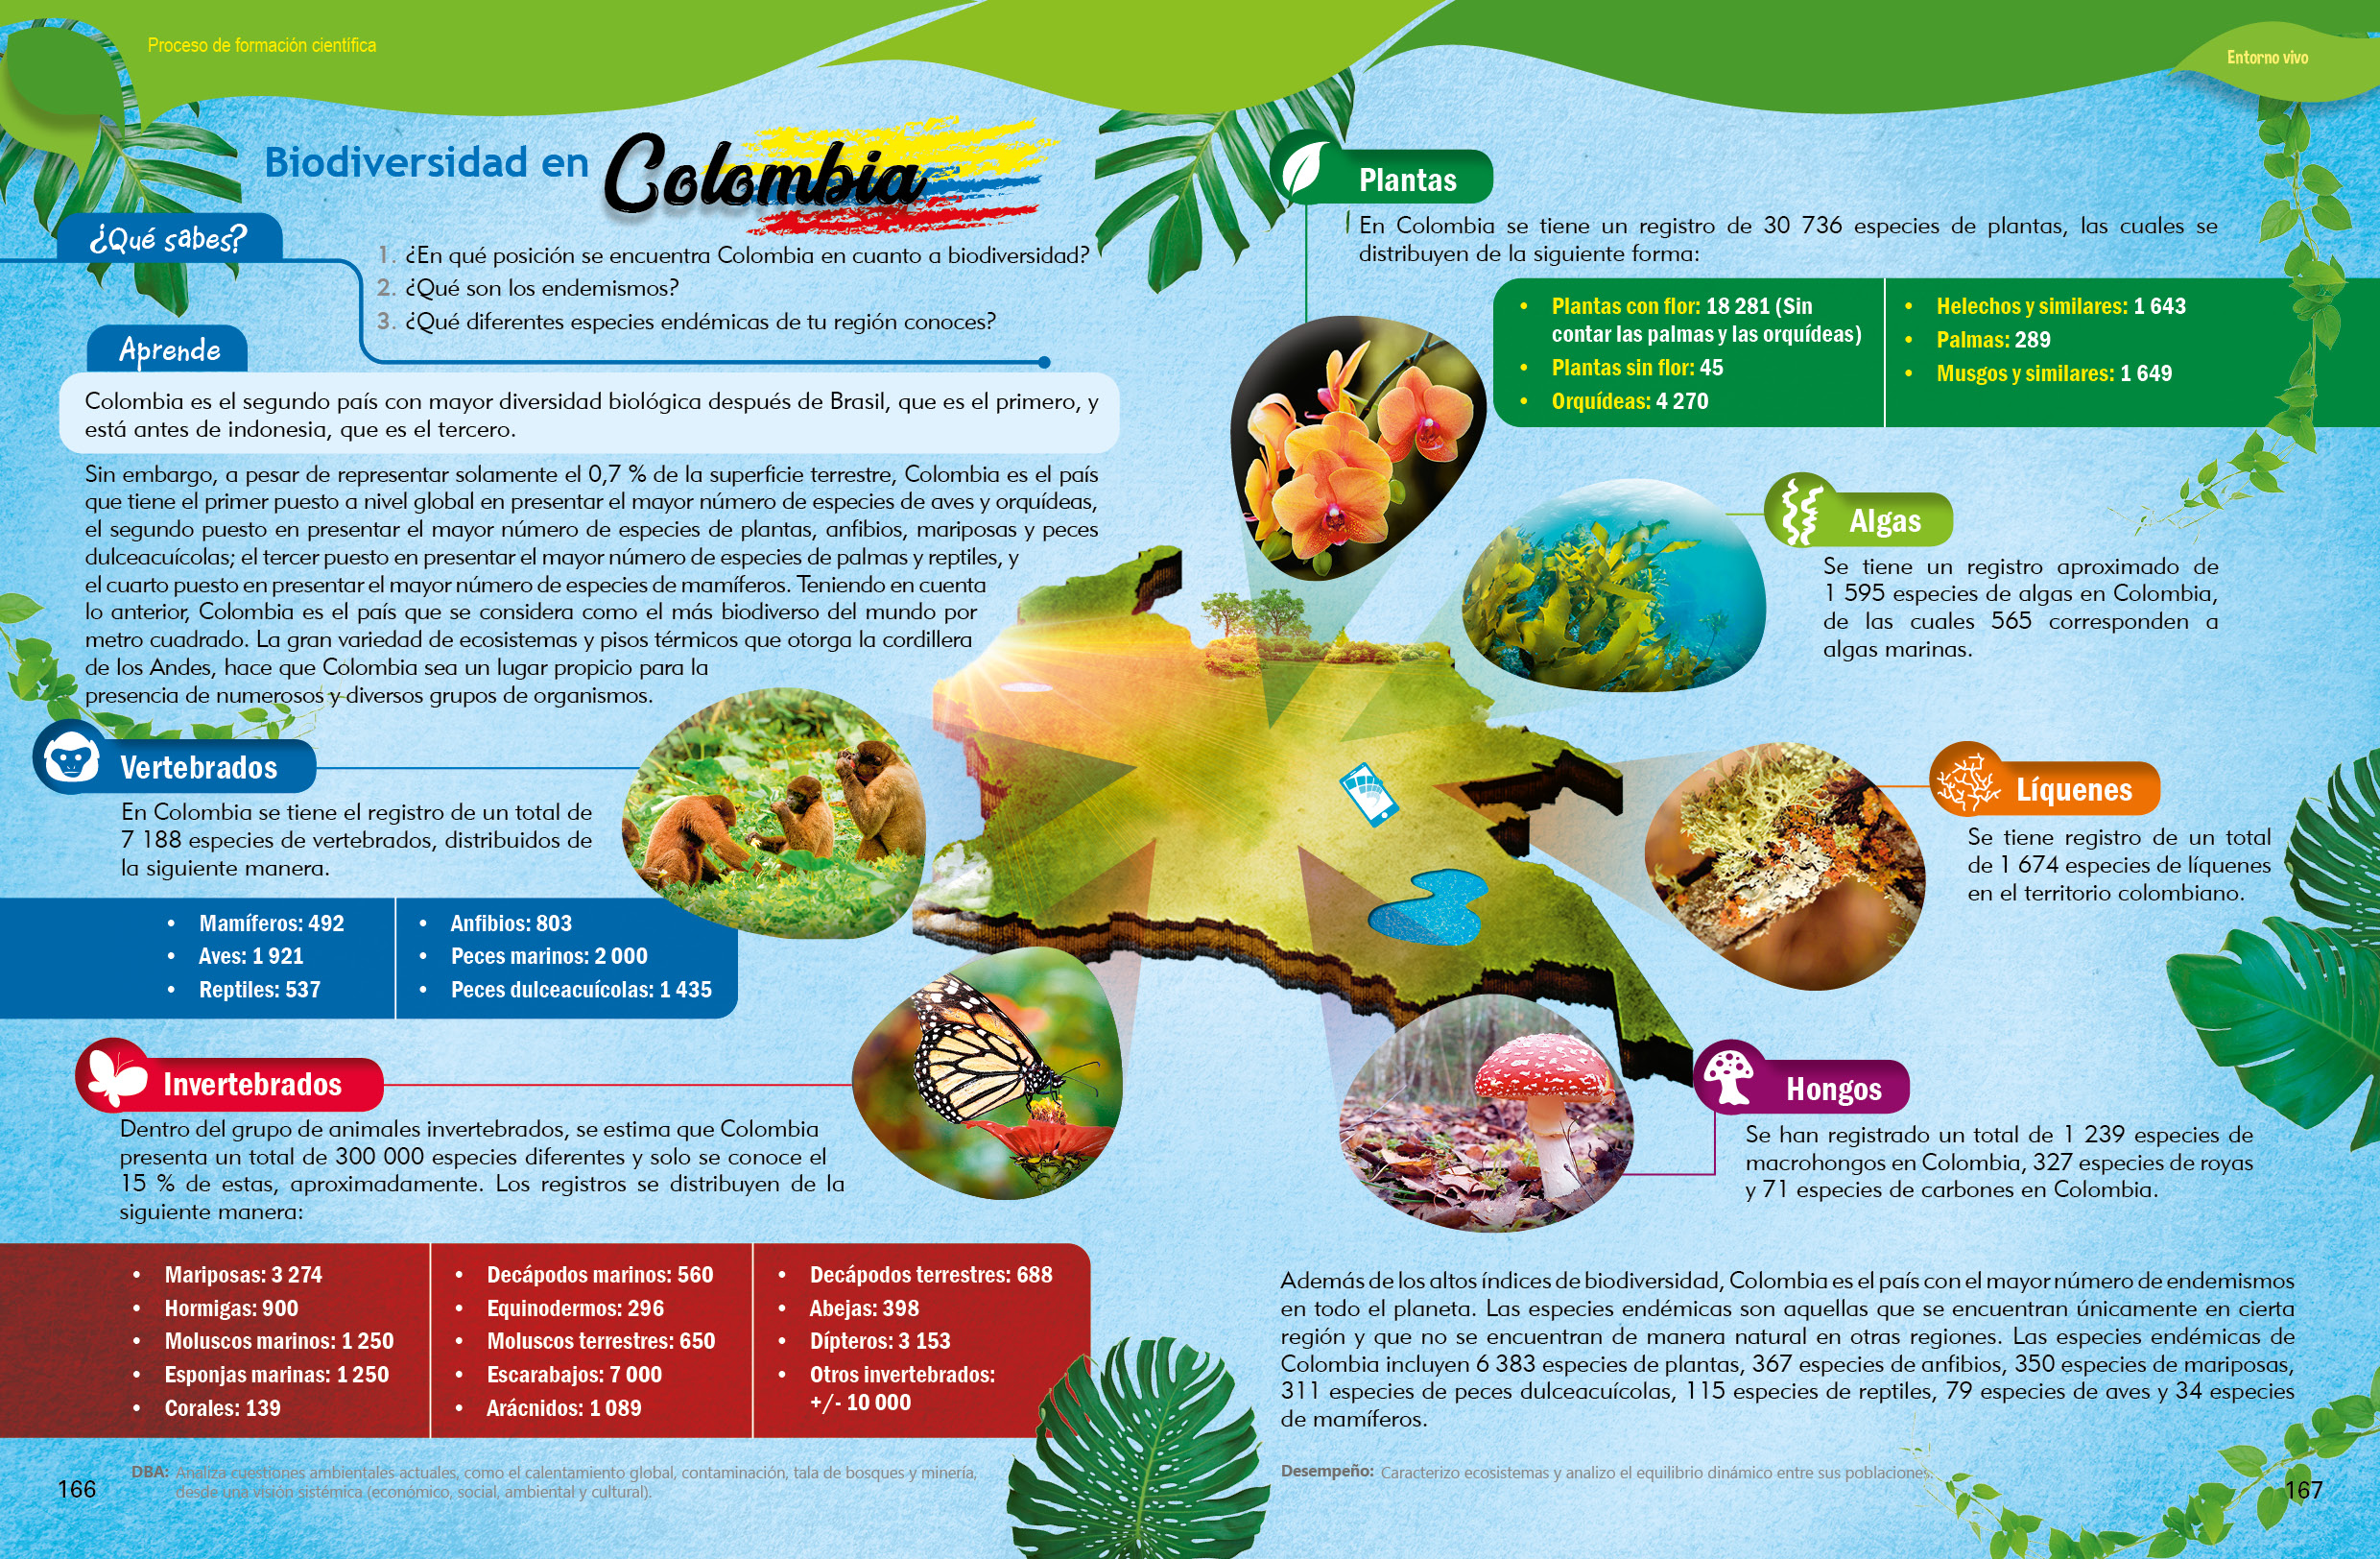 Proceso de formación científica
Entorno vivo
Biodiversidad en Colombia
¿Qué sabes?
1. ¿En qué posición se encuentra Colombia en cuanto a biodiversidad?
2. ¿Qué son los endemismos?
3. ¿Qué diferentes especies endémicas de tu región conoces?
Aprende
Colombia es el segundo país con mayor diversidad biológica después de Brasil, que es el primero, y
está antes de indonesia, que es el tercero.
Sin embargo, a pesar de representar solamente el 0,7 % de la superficie terrestre, Colombia es el país
que tiene el primer puesto a nivel global en presentar el mayor número de especies de aves y orquídeas,
el segundo puesto en presentar el mayor número de especies de plantas, anfibios, mariposas y peces
dulceacuícolas; el tercer puesto en presentar el mayor número de especies de palmas y reptiles, y
el cuarto puesto en presentar el mayor número de especies de mamíferos. Teniendo en cuenta
lo anterior, Colombia es el país que se considera como el más biodiverso del mundo por
metro cuadrado. La gran variedad de ecosistemas y pisos térmicos que otorga la cordillera
de los Andes, hace que Colombia sea un lugar propicio para la
presencia de numerosos y diversos grupos de organismos.
Vertebrados
En Colombia se tiene el registro de un total de
7 188 especies de vertebrados, distribuidos de
la siguiente manera.
• Mamíferos: 492
• Aves: 1 921
• Reptiles: 537
• Anfibios: 803
• Peces marinos: 2 000
• Peces dulceacuícolas: 1 435
Invertebrados
Dentro del grupo de animales invertebrados, se estima que Colombia
presenta un total de 300 000 especies diferentes y solo se conoce el
15 % de estas, aproximadamente. Los registros se distribuyen de la
siguiente manera:
• Mariposas: 3 274
• Hormigas: 900
• Moluscos marinos: 1 250
• Esponjas marinas: 1 250
• Corales: 139
• Decápodos marinos: 560
• Equinodermos: 296
• Moluscos terrestres: 650
• Escarabajos: 7 000
• Arácnidos: 1 089
• Decápodos terrestres: 688
• Abejas: 398
• Dípteros: 3 153
• Otros invertebrados:
+/- 10 000
DBA: Analiza cuestiones ambientales actuales, como el calentamiento global, contaminación, tala de bosques y minería,
desde una visión sistémica (económico, social, ambiental y cultural).
166
Plantas
En Colombia se tiene un registro de 30 736 especies de plantas, las cuales se
distribuyen de la siguiente forma:
• Plantas con flor: 18 281 (Sin
contar las palmas y las orquídeas)
• Plantas sin flor: 45
• Orquídeas: 4 270
• Helechos y similares: 1 643
• Palmas: 289
• Musgos y similares: 1 649
Algas
Se tiene un registro aproximado de
1 595 especies de algas en Colombia,
de las cuales 565 corresponden a
algas marinas.
Líquenes
Se tiene registro de un total
de 1 674 especies de líquenes
en el territorio colombiano.
Hongos
Se han registrado un total de 1 239 especies de
macrohongos en Colombia, 327 especies de royas
y 71 especies de carbones en Colombia.
Además de los altos índices de biodiversidad, Colombia es el país con el mayor número de endemismos
en todo el planeta. Las especies endémicas son aquellas que se encuentran únicamente en cierta
región y que no se encuentran de manera natural en otras regiones. Las especies endémicas de
Colombia incluyen 6 383 especies de plantas, 367 especies de anfibios, 350 especies de mariposas,
311 especies de peces dulceacuícolas, 115 especies de reptiles, 79 especies de aves y 34 especies
de mamíferos.
Desempeño: Caracterizo ecosistemas y analizo el equilibrio dinámico entre sus poblaciones.
167